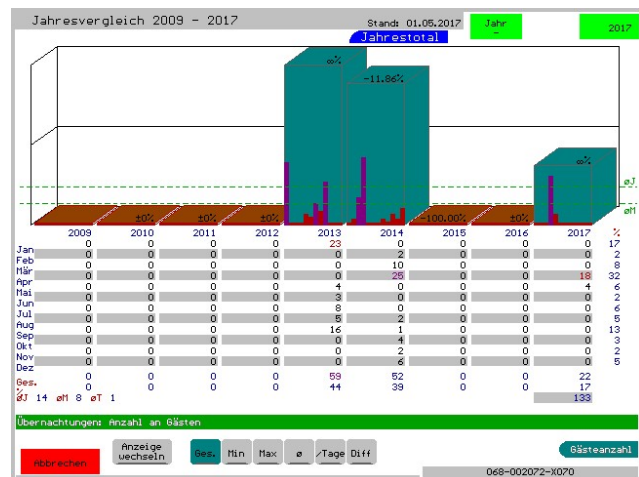 Jahresvergleich 2009 - 2017 Stand: 01.05.2017 Jahr 2017
Jahrestotal -
∞%
-11.86%
∞%
øJ
øM
±0% ±0% ±0% -100.00% ±0%
2009 2010 2011 2012 2013 2014 2015 2016 2017 %
Jan 0 0 0 0 23 0 0 0 0 17
Feb 0 0 0 0 0 2 0 0 0 2
Mär 0 0 0 0 0 10 0 0 0 8
Apr 0 0 0 0 0 25 0 0 18 32
Mai 0 0 0 0 4 0 0 0 4 6
Jun 0 0 0 0 3 0 0 0 0 2
Jul 0 0 0 0 8 0 0 0 0 6
Aug 0 0 0 0 5 2 0 0 0 5
Sep 0 0 0 0 16 1 0 0 0 13
Okt 0 0 0 0 0 4 0 0 0 3
Nov 0 0 0 0 0 2 0 0 0 2
Dez 0 0 0 0 0 6 0 0 0 5
Ges. 0 0 0 0 59 52 0 0 22
% 0 0 0 0 44 39 0 0 17
øJ 14 øM 8 øT 1 133
Übernachtungen: Anzahl an Gästen
Abbrechen Anzeige wechseln Ges. Min Max ø /Tage Diff Gästeanzahl
068-002072-X070